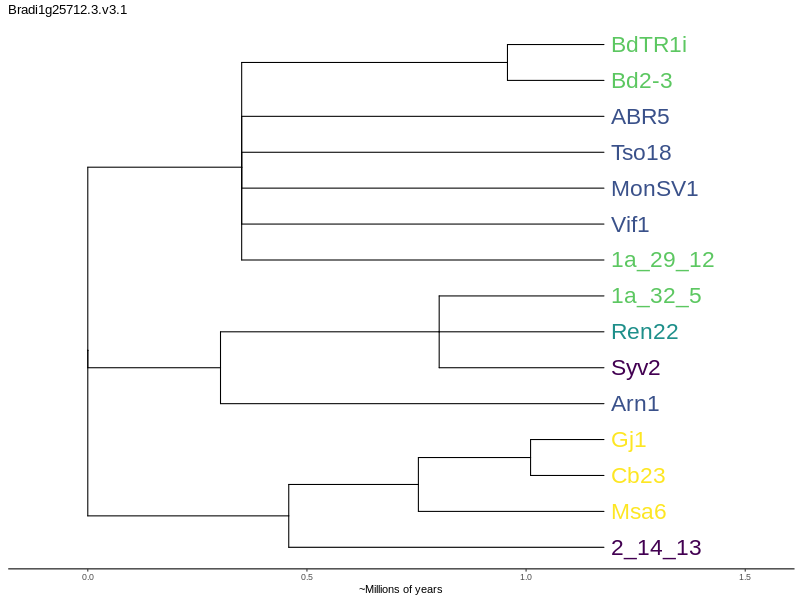 Bradi1g25712.3.v3.1
BdTR1i
Bd2-3
ABR5
Tso18
MonSV1
Vif1
1a_29_12
1a_32_5
Ren22
Syv2
Arn1
Gj1
Cb23
Msa6
2_14_13
0.0 0.5 1.0 1.5
~Millions of years